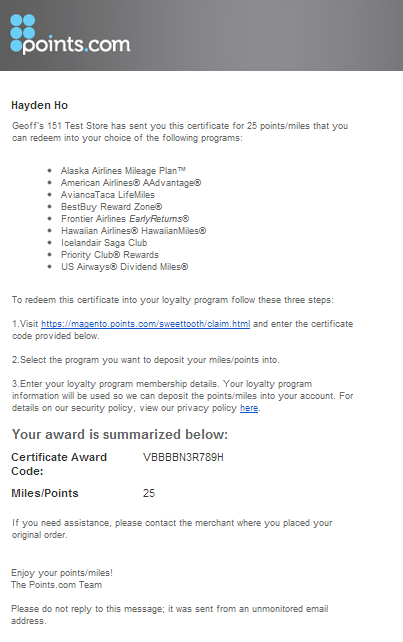 points.com
Hayden Ho
Geoff's 151 Test Store has sent you this certificate for 25 points/miles that you
can redeem into your choice of the following programs:
• Alaska Airlines Mileage Plan™
• American Airlines® AAdvantage®
• AviancaTaca LifeMiles
• BestBuy Reward Zone®
• Frontier Airlines EarlyReturns®
• Hawaiian Airlines® HawaiianMiles®
• Icelandair Saga Club
• Priority Club® Rewards
• US Airways® Dividend Miles®
To redeem this certificate into your loyalty program follow these three steps:
1.Visit https://magento.points.com/sweettooth/claim.html and enter the certificate
code provided below.
2.Select the program you want to deposit your miles/points into.
3.Enter your loyalty program membership details. Your loyalty program
information will be used so we can deposit the points/miles into your account. For
details on our security policy, view our privacy policy here.
Your award is summarized below:
Certificate Award VBBBBN3R789H
Code:
Miles/Points 25
If you need assistance, please contact the merchant where you placed your
original order.
Enjoy your points/miles!
The Points.com Team
Please do not reply to this message; it was sent from an unmonitored email
address.